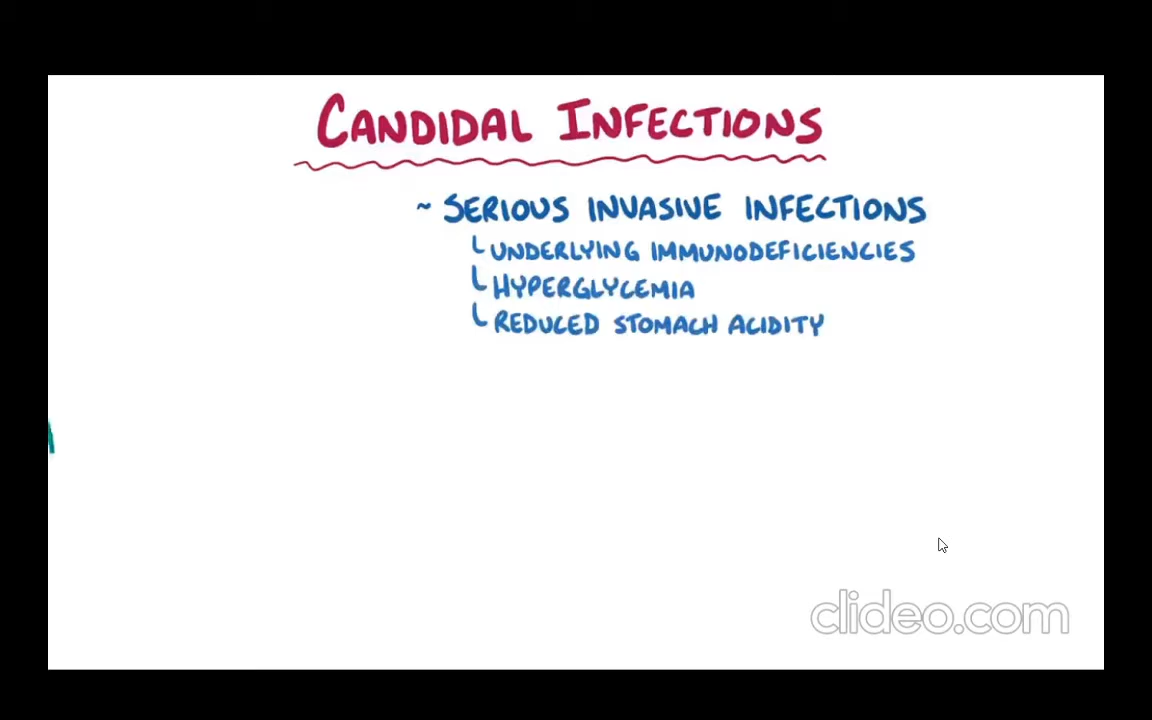 CANDIDAL INFECTIONS
~ SERIOUS INVASIVE INFECTIONS
UNDERLYING IMMUNODEFICIENCIES
HYPERGLYCEMIA
REDUCED STOMACH ACIDITY
clideo.com